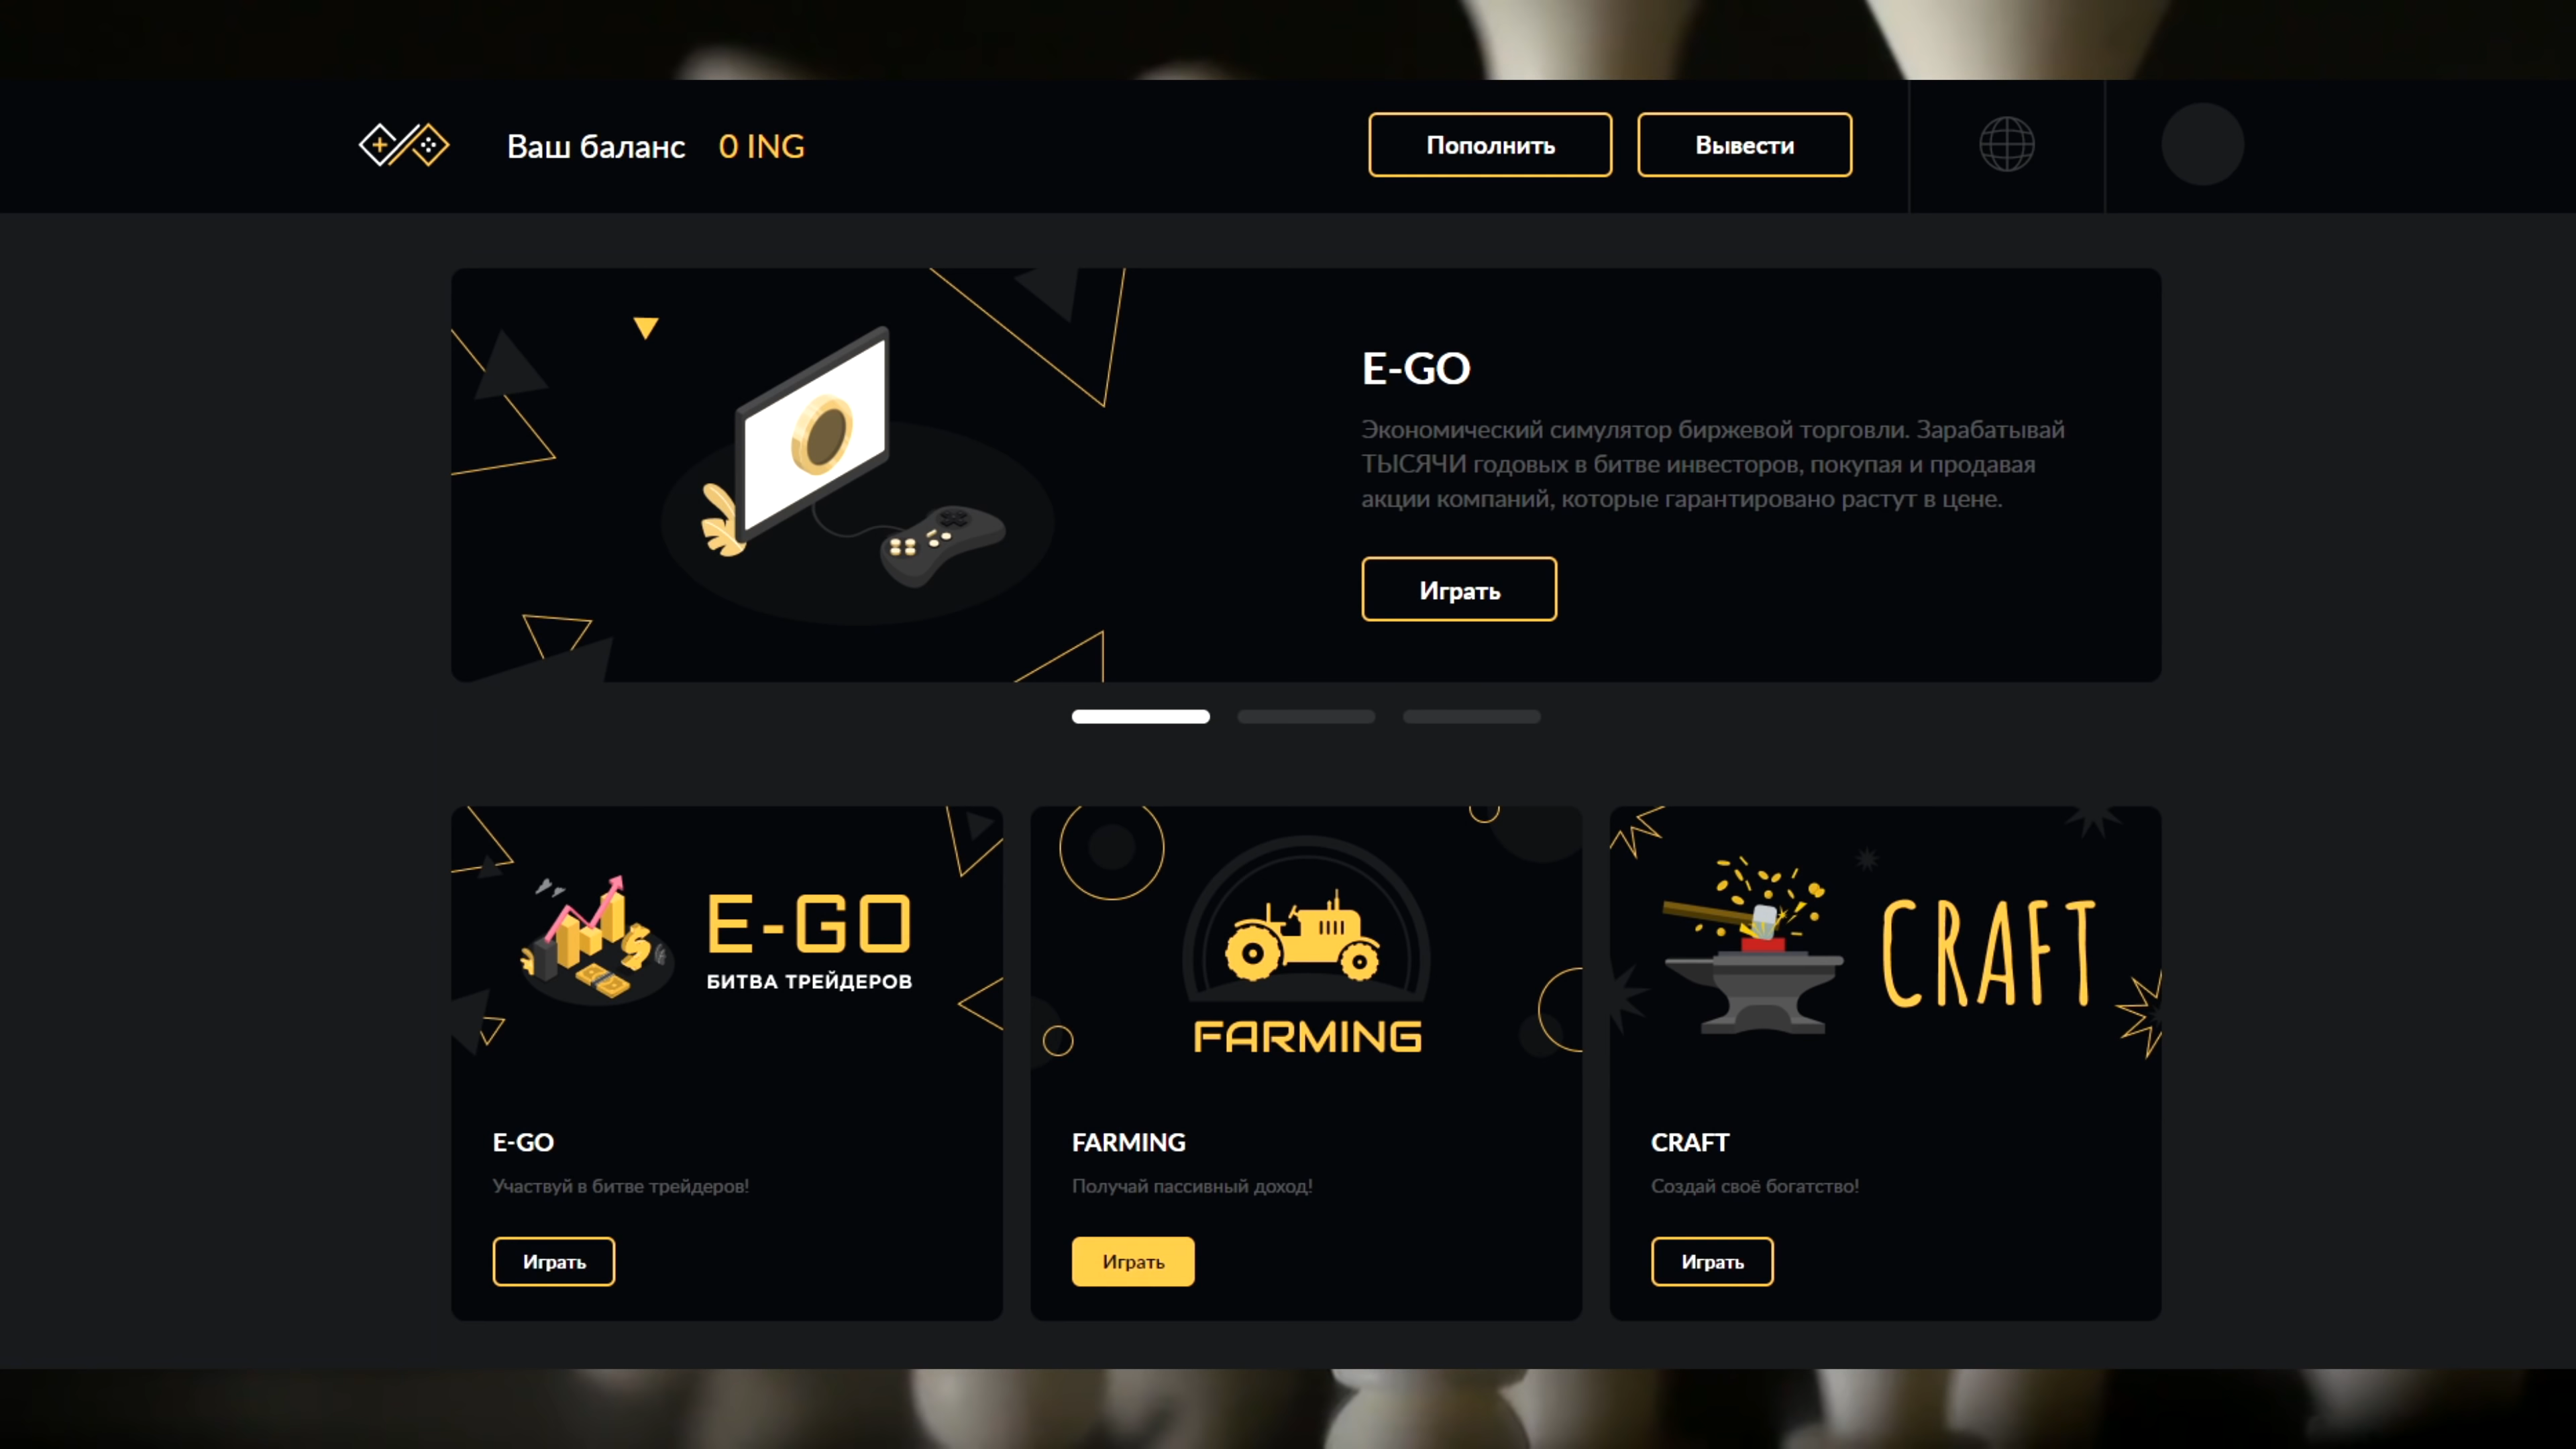 Ваш баланс 0 ING
Пополнить
Вывести
E-GO
Экономический симулятор биржевой торговли. Зарабатывай
ТЫСЯЧИ годовых в битве инвесторов, покупая и продавая
акции компаний, которые гарантировано растут в цене.
Играть
E-GO
БИТВА ТРЕЙДЕРОВ
E-GO
Участвуй в битве трейдеров!
Играть
FARMING
FARMING
Получай пассивный доход!
Играть
CRAFT
CRAFT
Создай своё богатство!
Играть